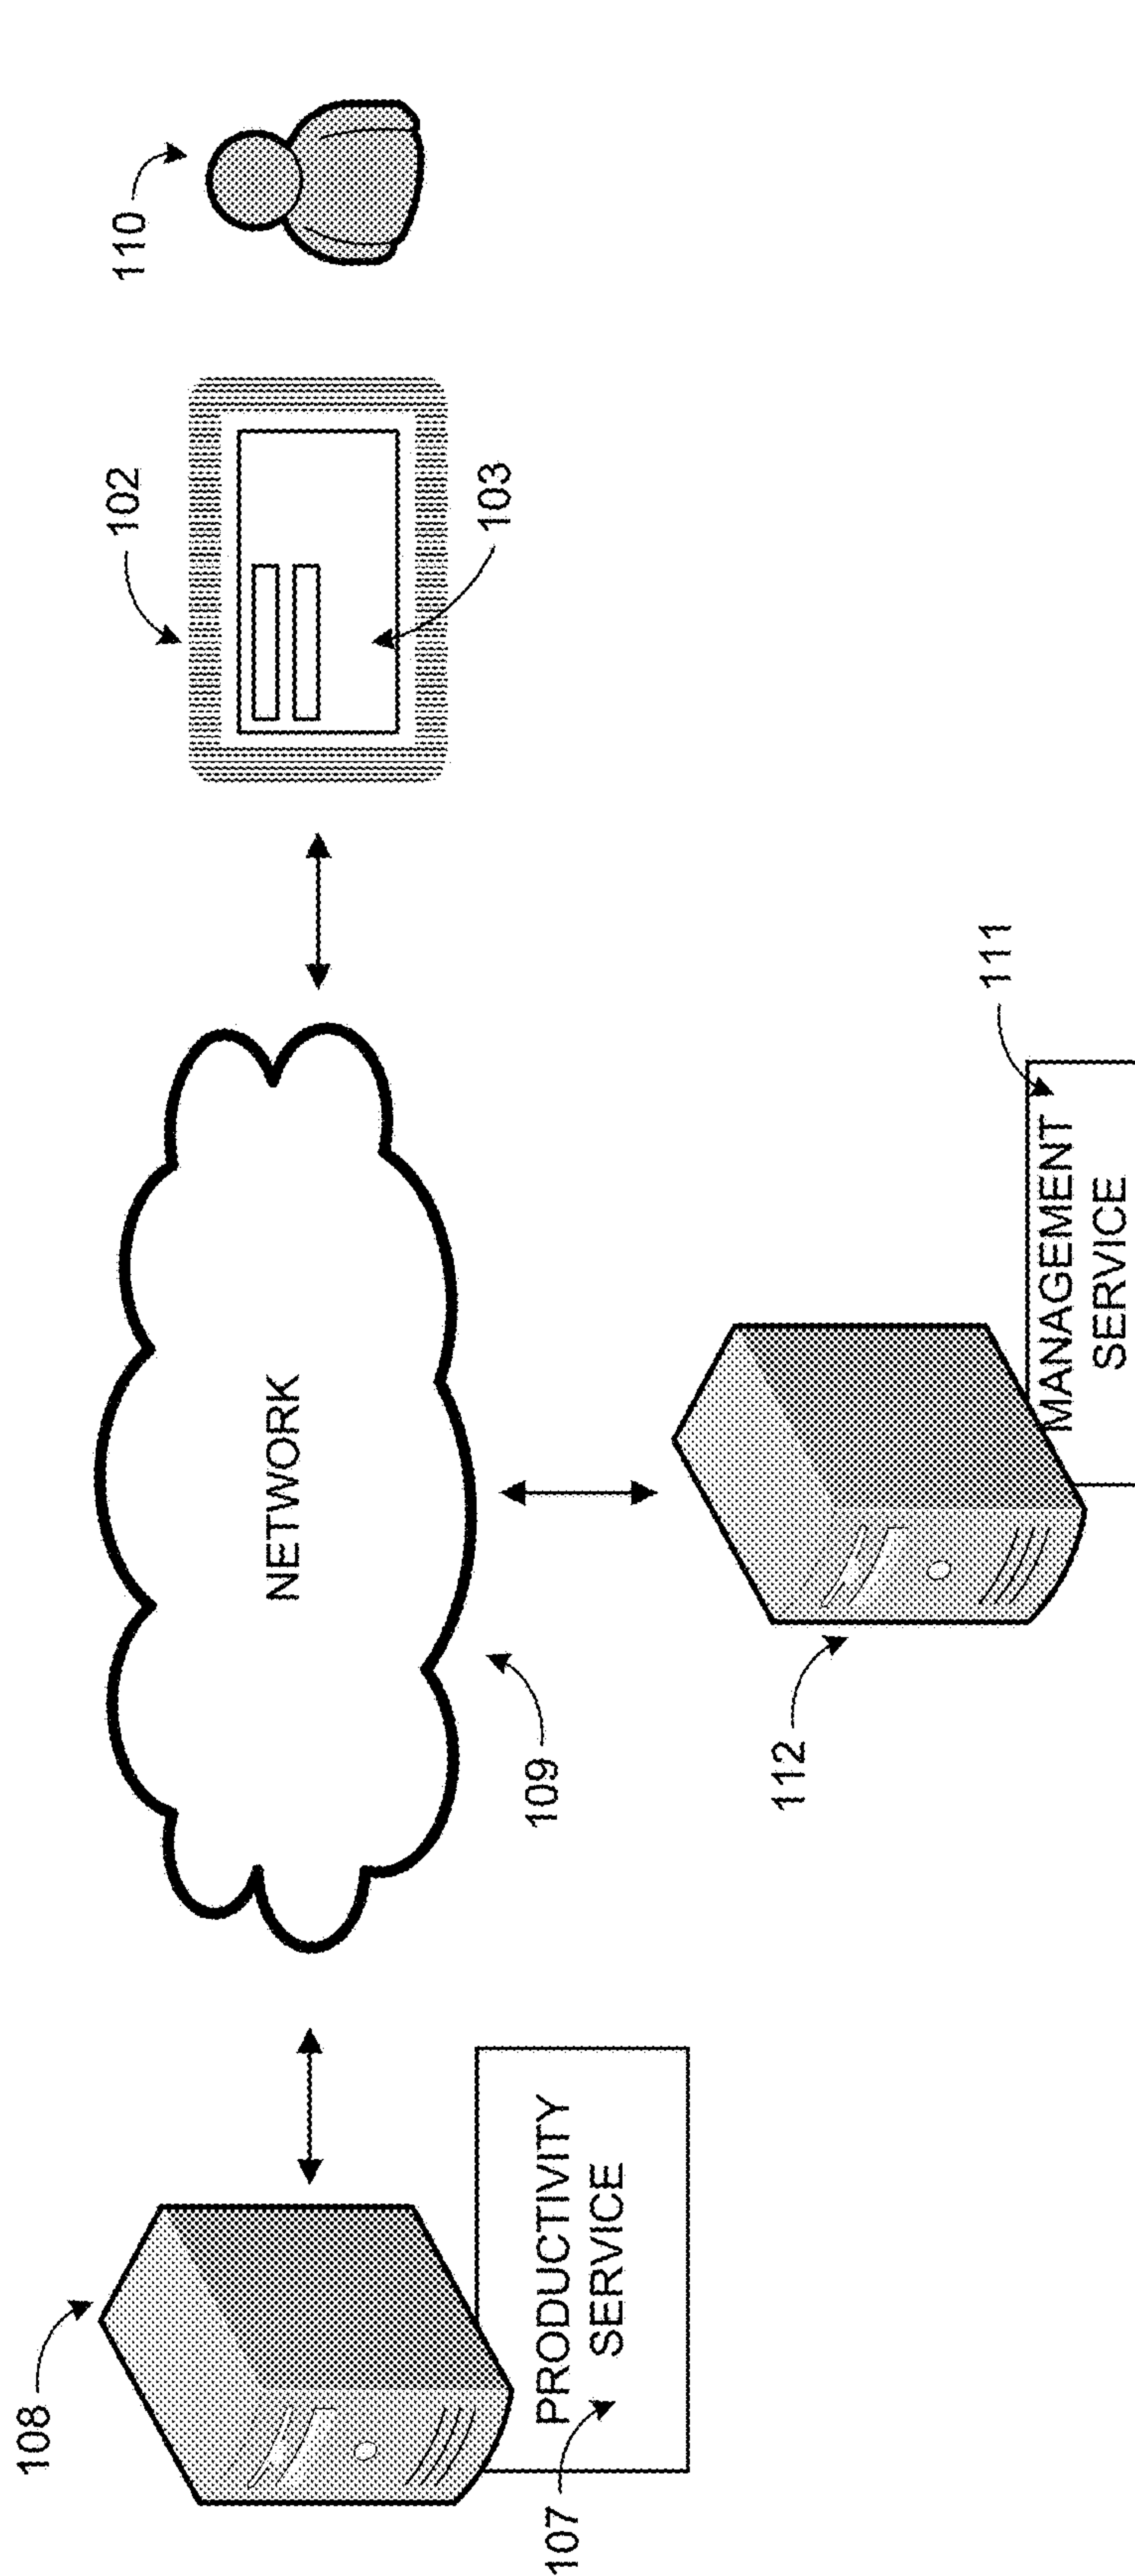 108
PRODUCTIVITY
SERVICE
107
NETWORK
109
112
MANAGEMENT
SERVICE
111
102
103
110